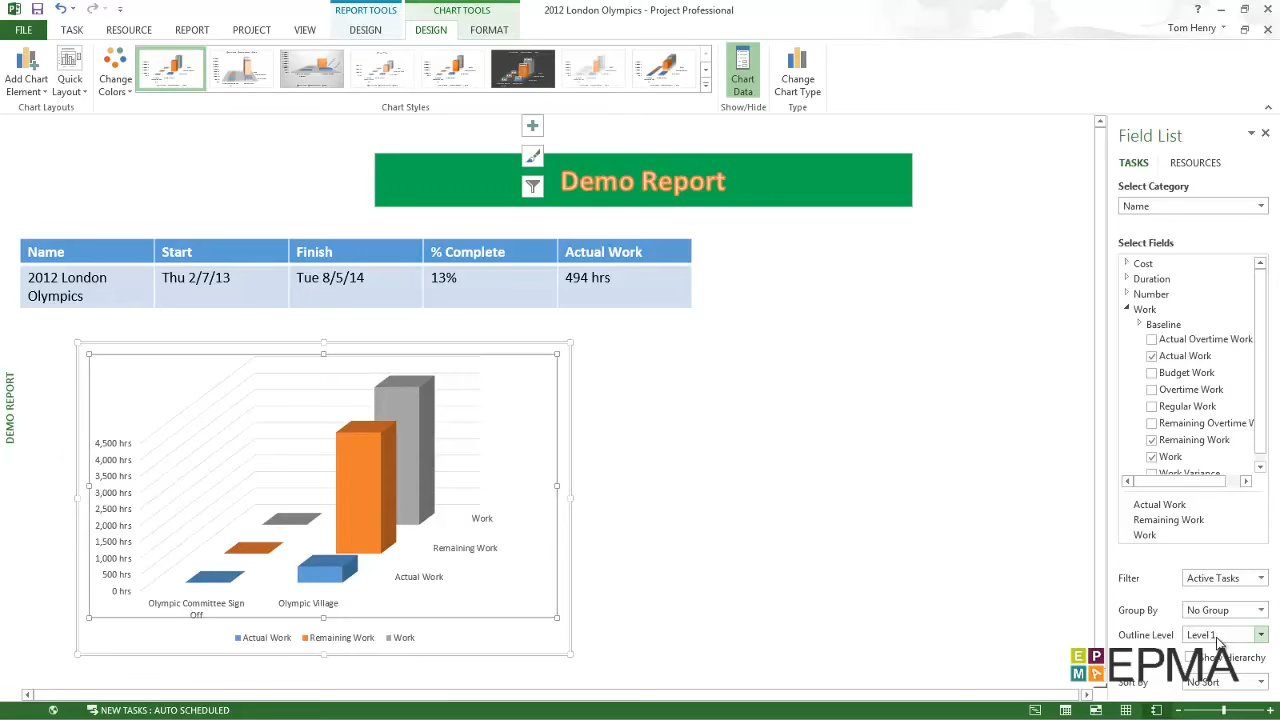 REPORT TOOLS CHART TOOLS 2012 London Olympics - Project Professional
FILE TASK RESOURCE REPORT PROJECT VIEW DESIGN DESIGN FORMAT Tom Henry
Add Chart Element
Quick Layout
Change Colors
Chart Data
Change Chart Type
Chart Layouts Chart Styles Show/Hide Type
Demo Report
Name Start Finish % Complete Actual Work
2012 London Thu 2/7/13 Tue 8/5/14 13% 494 hrs
Olympics
DEMO REPORT
4,500 hrs
4,000 hrs
3,500 hrs
3,000 hrs
2,500 hrs
2,000 hrs
1,500 hrs
1,000 hrs
500 hrs
0 hrs
Work
Remaining Work
Actual Work
Olympic Committee Sign
Off
Olympic Village
Actual Work Remaining Work Work
Field List
TASKS RESOURCES
Select Category
Name
Select Fields
Cost
Duration
Number
Work
Baseline
Actual Overtime Work
Actual Work
Budget Work
Overtime Work
Regular Work
Remaining Overtime W
Remaining Work
Work
Work Variance
Actual Work
Remaining Work
Work
Filter Active Tasks
Group By No Group
Outline Level Level 1
Hierarchy
Sort By No Sort
EPMA
EPMA
NEW TASKS : AUTO SCHEDULED